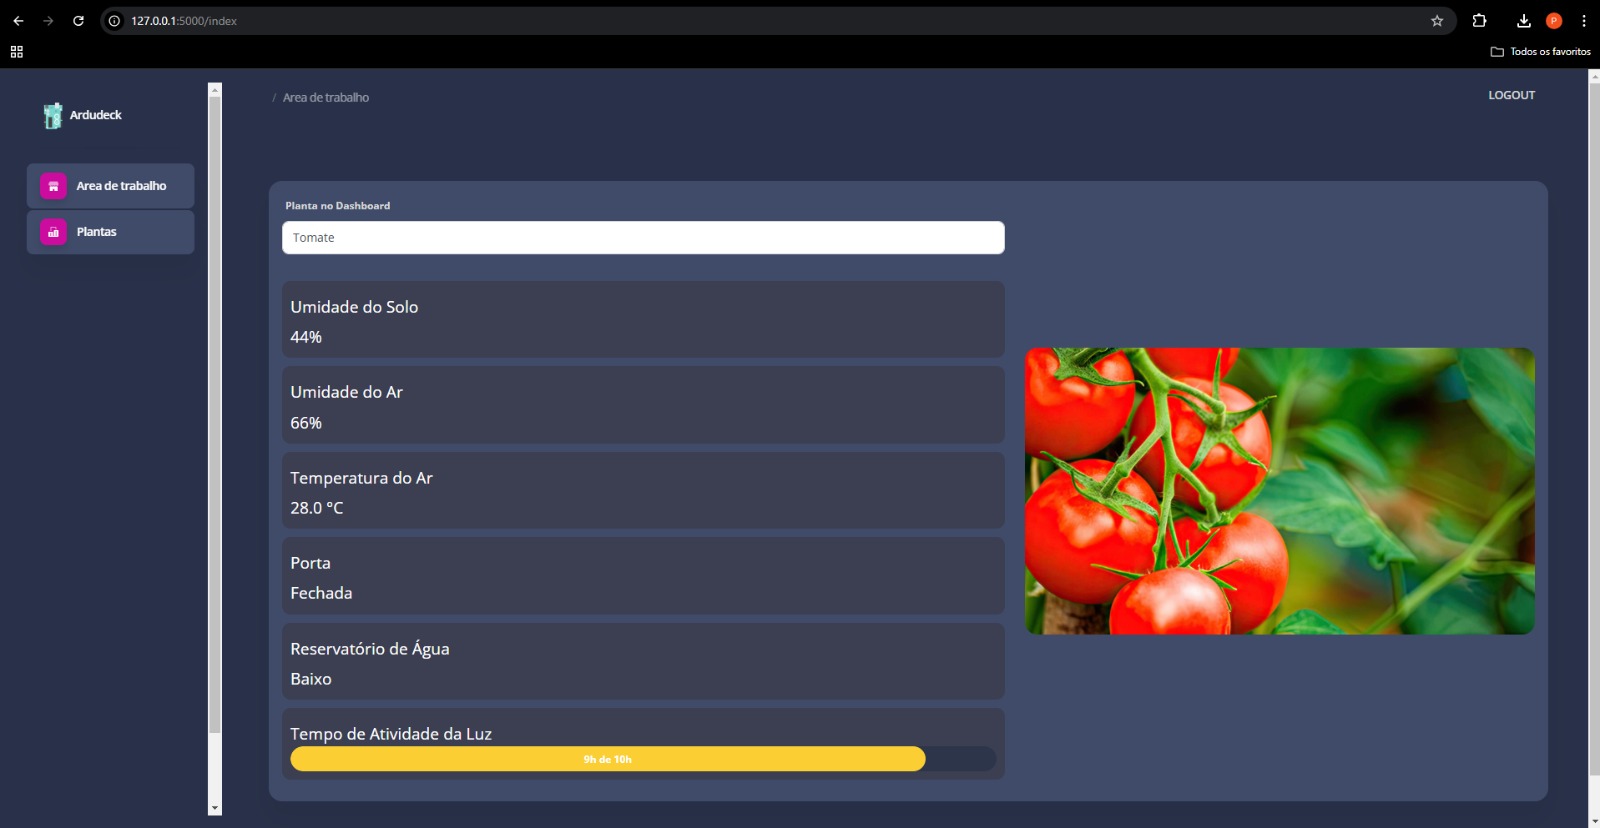 127.0.0.1:5000/index
P
Todos os favoritos
Ardudeck
/ Area de trabalho
LOGOUT
Area de trabalho
Plantas
Planta no Dashboard
Tomate
Umidade do Solo
44%
Umidade do Ar
66%
Temperatura do Ar
28.0 °C
Porta
Fechada
Reservatório de Água
Baixo
Tempo de Atividade da Luz
9h de 10h